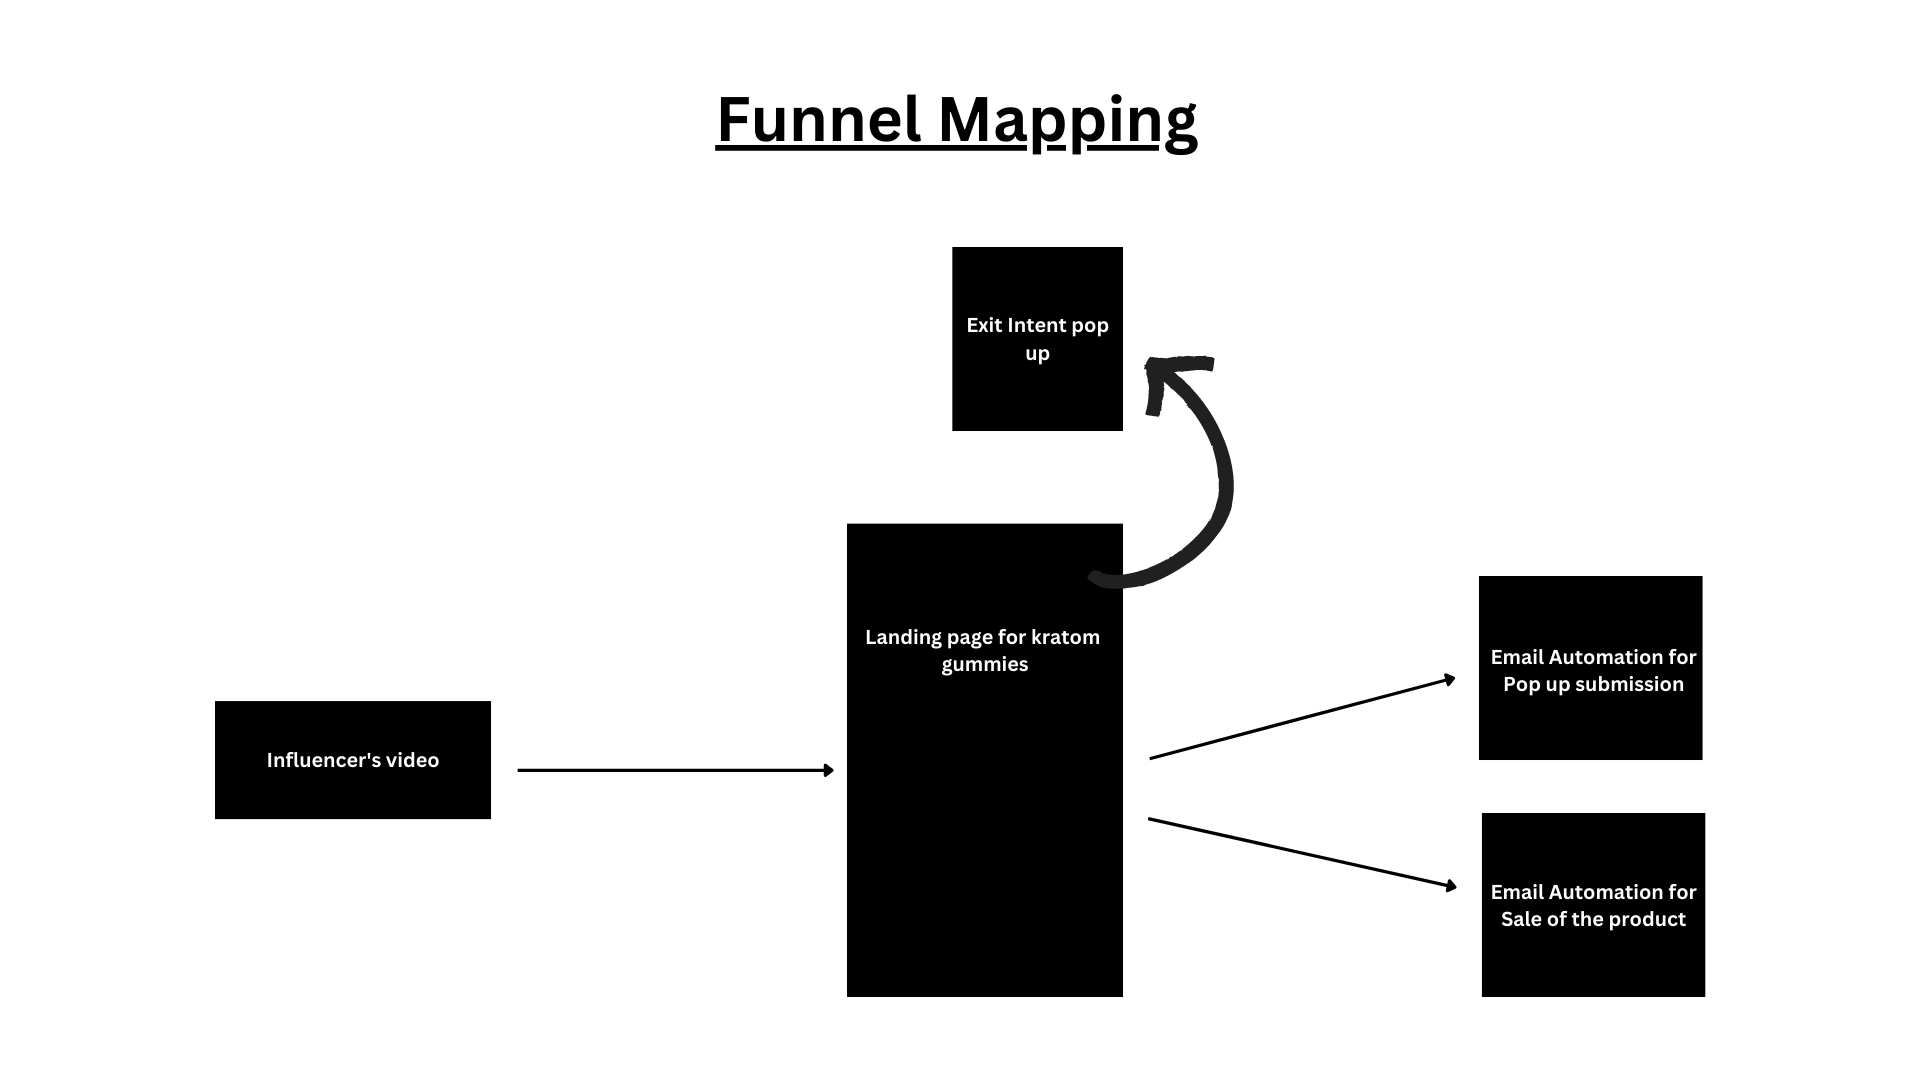 Funnel Mapping
Exit Intent pop
up
Landing page for kratom
gummies
Influencer's video
Email Automation for
Pop up submission
Email Automation for
Sale of the product